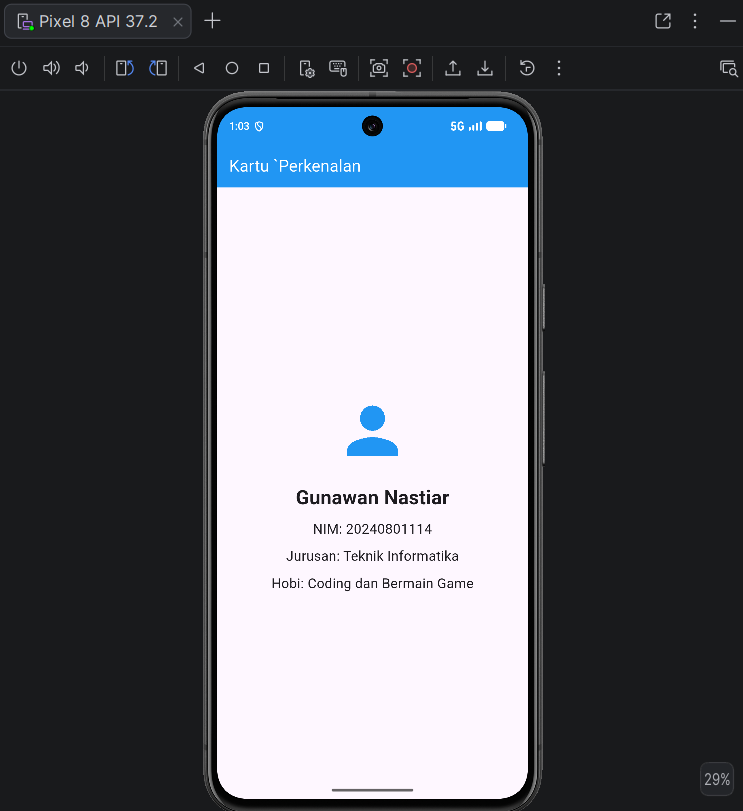 Pixel 8 API 37.2
1:03
5G
Kartu `Perkenalan
Gunawan Nastiar
NIM: 20240801114
Jurusan: Teknik Informatika
Hobi: Coding dan Bermain Game
29%